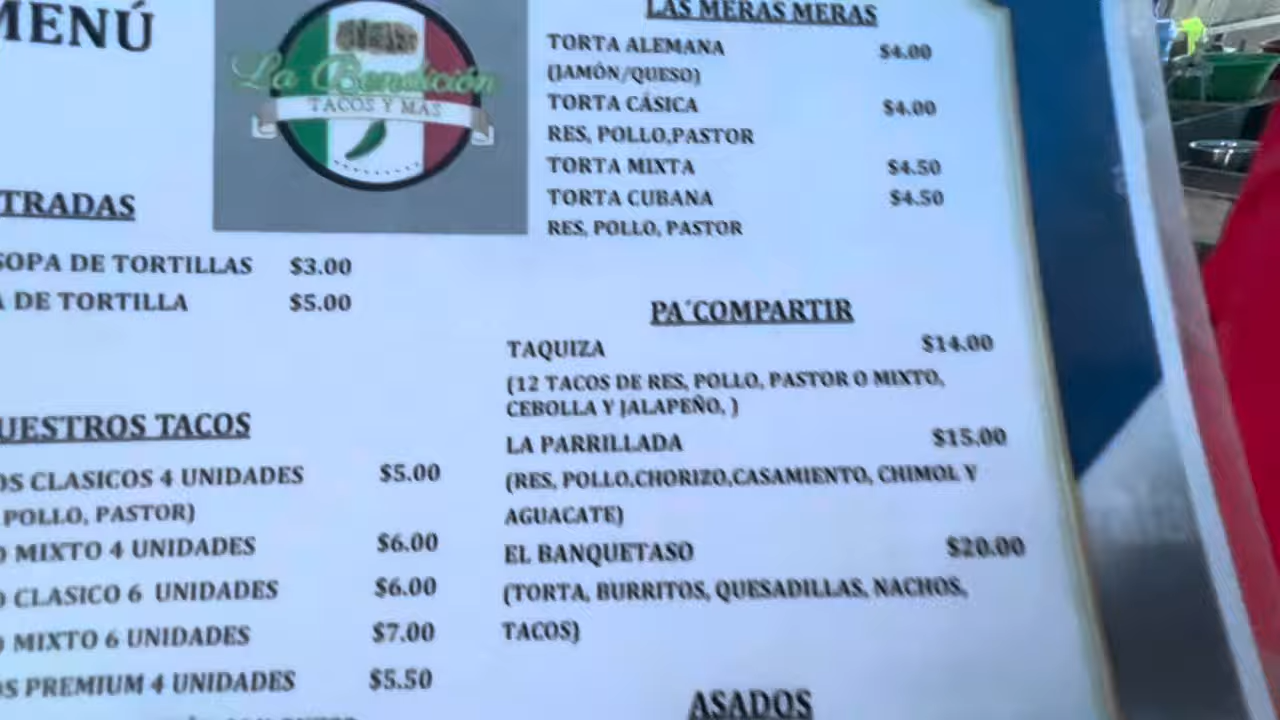 MENÚ
La Bendición
TACOS Y MÁS
TRADAS
SOPA DE TORTILLAS $3.00
A DE TORTILLA $5.00
UESTROS TACOS
OS CLASICOS 4 UNIDADES $5.00
POLLO, PASTOR)
O MIXTO 4 UNIDADES $6.00
O CLASICO 6 UNIDADES $6.00
O MIXTO 6 UNIDADES $7.00
OS PREMIUM 4 UNIDADES $5.50
LAS MERAS MERAS
TORTA ALEMANA $4.00
(JAMÓN/QUESO)
TORTA CÁSICA $4.00
RES, POLLO,PASTOR
TORTA MIXTA $4.50
TORTA CUBANA $4.50
RES, POLLO, PASTOR
PA´COMPARTIR
TAQUIZA $14.00
(12 TACOS DE RES, POLLO, PASTOR O MIXTO,
CEBOLLA Y JALAPEÑO, )
LA PARRILLADA $15.00
(RES, POLLO,CHORIZO,CASAMIENTO, CHIMOL Y
AGUACATE)
EL BANQUETASO $20.00
(TORTA, BURRITOS, QUESADILLAS, NACHOS,
TACOS)
ASADOS